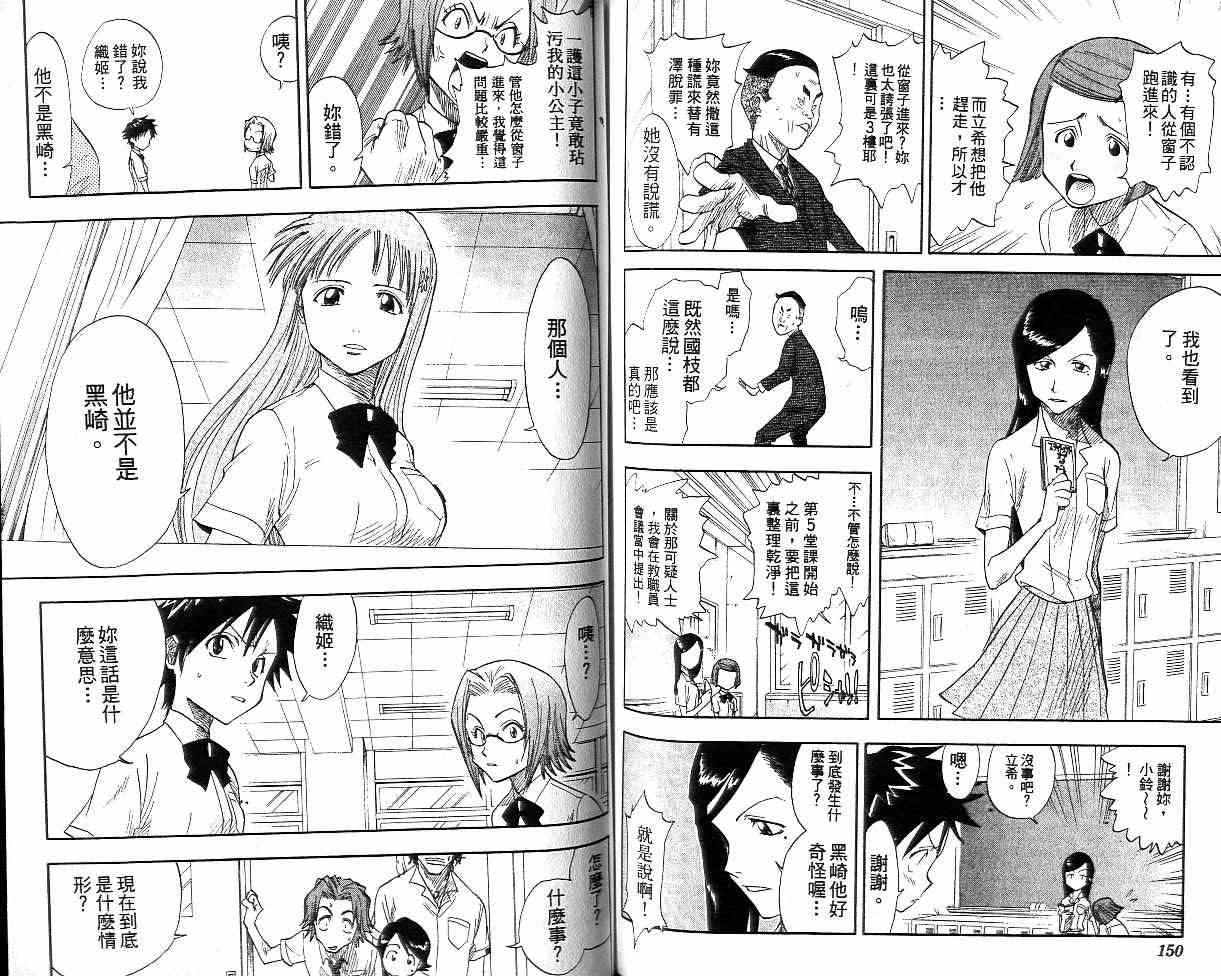 有…有個不認
識的人從窗子
跑進來！
而立希想把他
趕走，所以才
…
從窗子進來？妳
也太誇張了吧！
這裏可是3樓耶
！
妳竟然撒這
種謊來替有
澤脫罪…
她沒有說謊。
我也看到
了。
嗚…
是嗎…
既然國枝都
這麼說…
那應該是
真的吧…
不…不管怎麼說！
第5堂課開始
之前，要把這
裏整理乾淨！
關於那可疑人士
，我會在教職員
會議當中提出！
謝謝妳，
小鈴～
！
沒事吧？
立希。
嗯…
謝謝。
到底發生什
麼事了？
黑崎他好
奇怪喔…
就是說啊！
150
一護這小子竟敢玷
污我的小公主！
管他怎麼從窗子
進來，我覺得這
問題比較嚴重…
妳錯了。
咦？
妳說我
錯了？
織姬…
他不是黑崎…
那個人…
他並不是
黑崎。
咦…？
織姬…
妳這話是什
麼意思…
怎麼了？
什麼事？
現在到底
是什麼情
形？